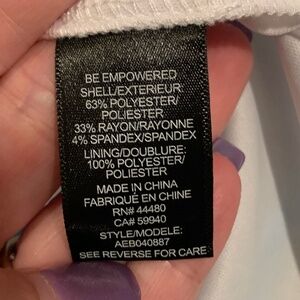 BE EMPOWERED
SHELL/EXTERIEUR:
63% POLYESTER/
POLIESTER
33% RAYON/RAYONNE
4% SPANDEX/SPANDEX
LINING/DOUBLURE:
100% POLYESTER/
POLIESTER
MADE IN CHINA
FABRIQUÉ EN CHINE
RN# 44480
CA# 59940
STYLE/MODELE:
AEB040887
SEE REVERSE FOR CARE